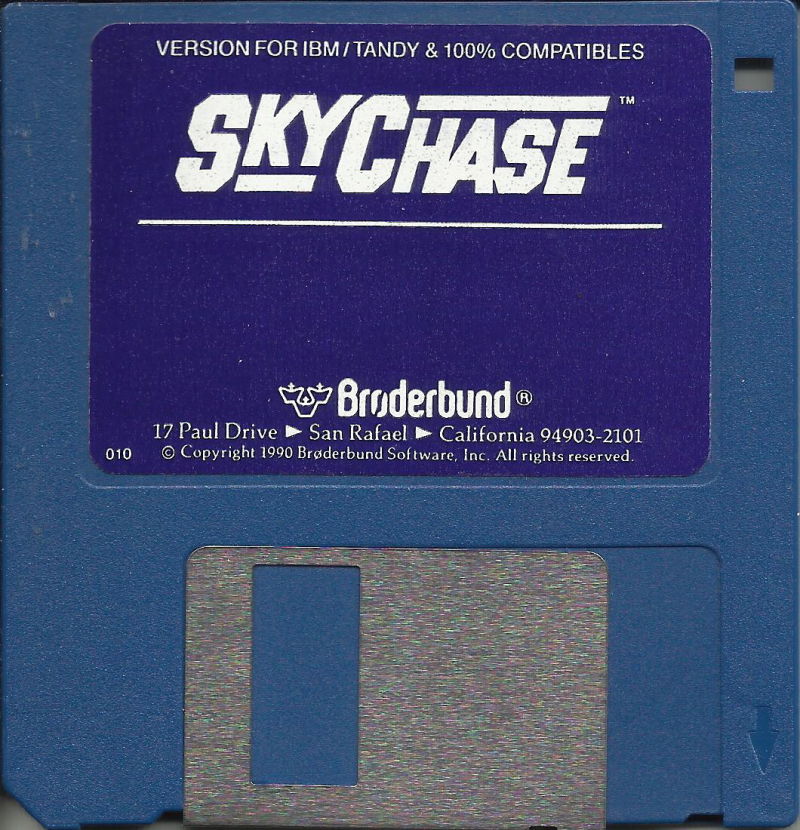 VERSION FOR IBM/TANDY & 100% COMPATIBLES
SKYCHASE™
Brøderbund®
17 Paul Drive ► San Rafael ► California 94903-2101
010 © Copyright 1990 Brøderbund Software, Inc. All rights reserved.